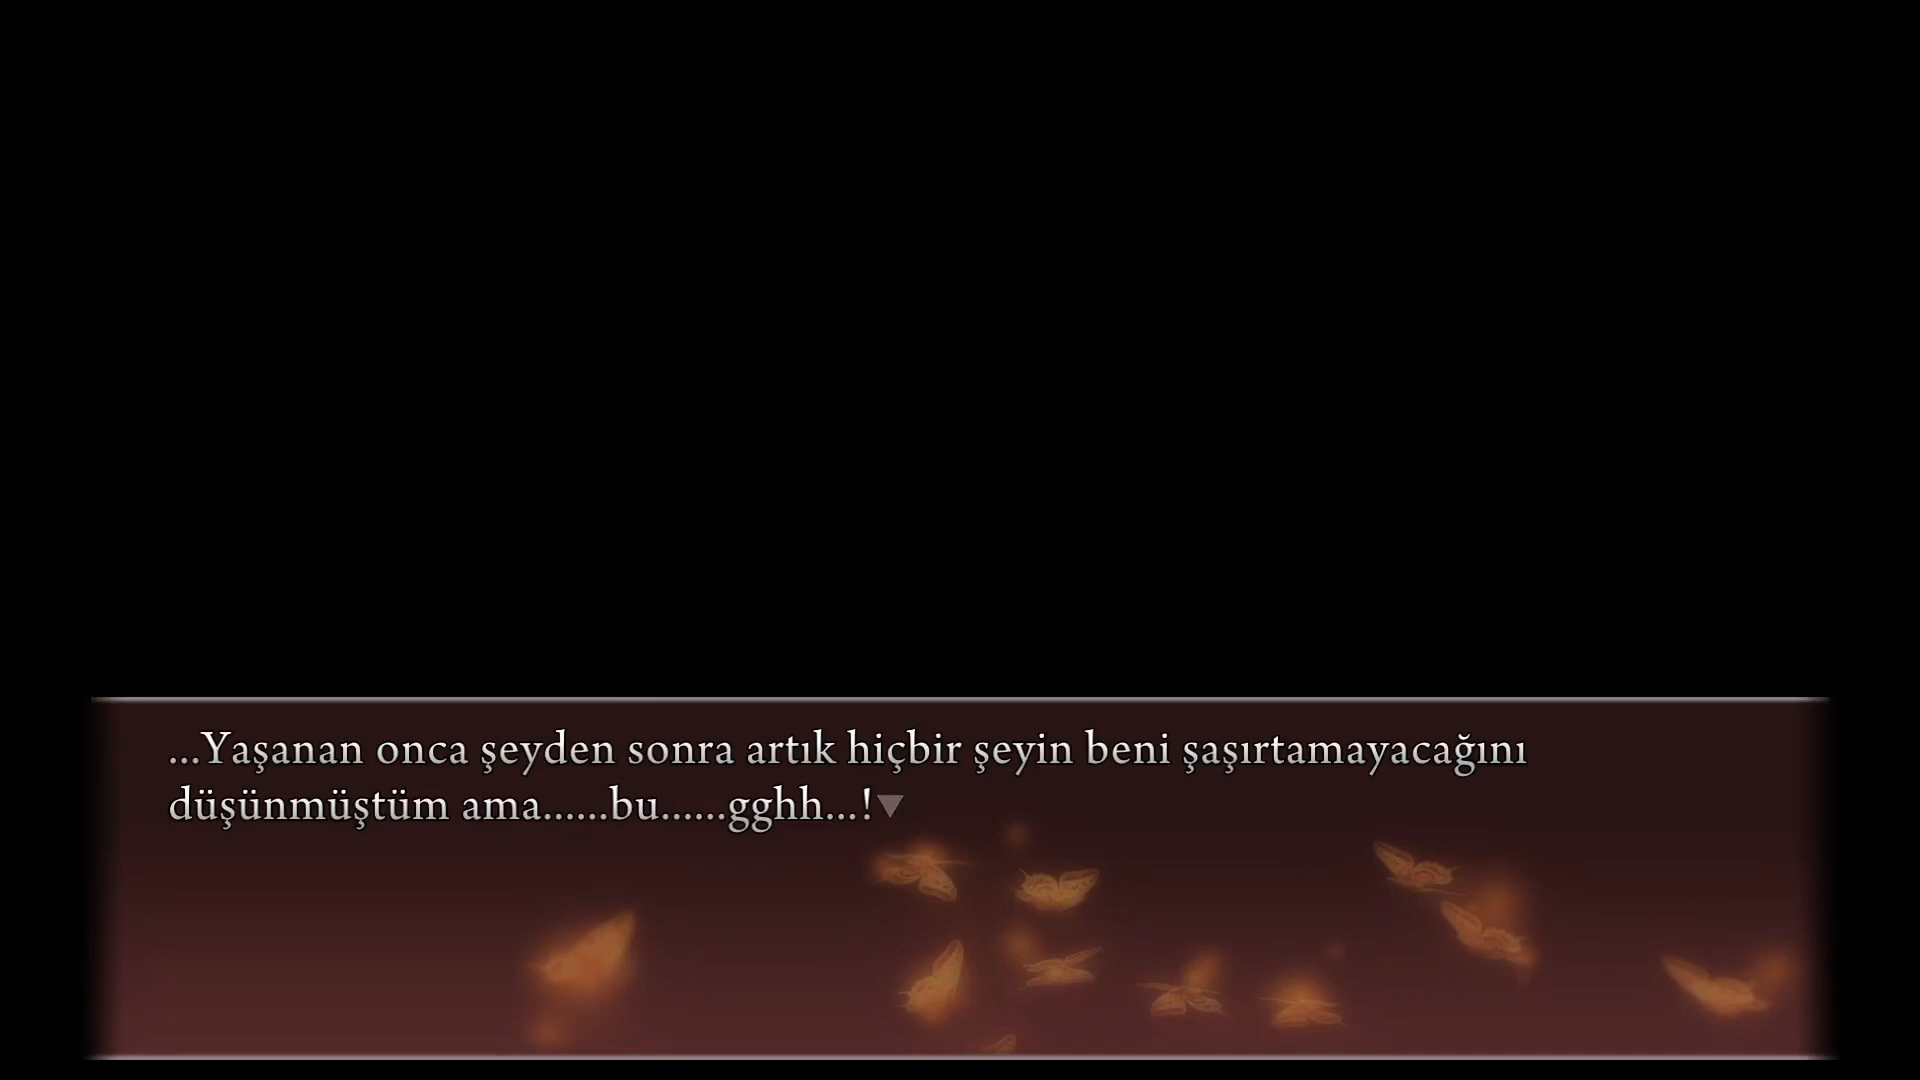 ...Yaşanan onca şeyden sonra artık hiçbir şeyin beni şaşırtamayacağını
düşünmüştüm ama......bu......gghh...!